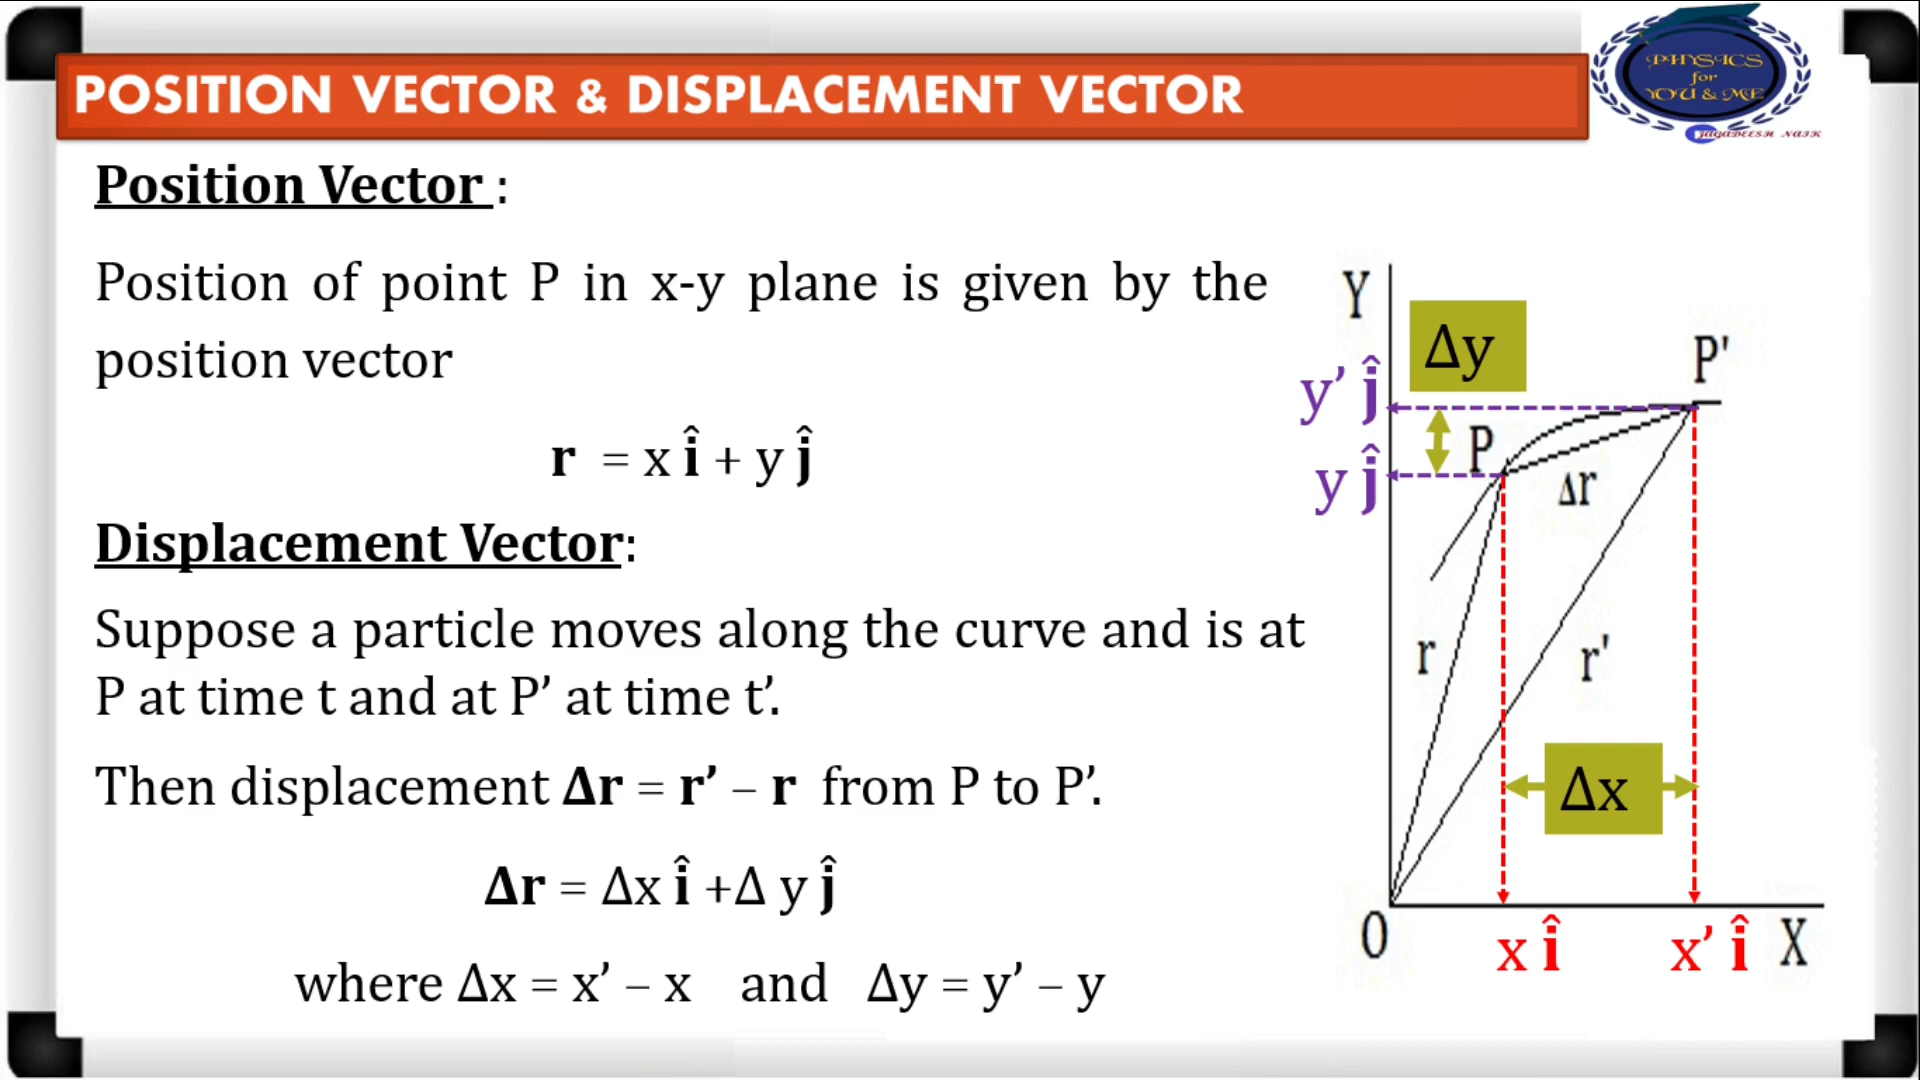 POSITION VECTOR & DISPLACEMENT VECTOR
PHYSICS
for
YOU & ME
JAGADEESH NAIK
Position Vector :
Position of point P in x-y plane is given by the
position vector
r = x î + y ĵ
Displacement Vector:
Suppose a particle moves along the curve and is at
P at time t and at P’ at time t’.
Then displacement Δr = r’ – r from P to P’.
Δr = Δx î +Δ y ĵ
where Δx = x’ – x and Δy = y’ – y
Y
Δy
P'
y’ ĵ
P
y ĵ
Δr
r
r'
Δx
O
x î
x’ î
X